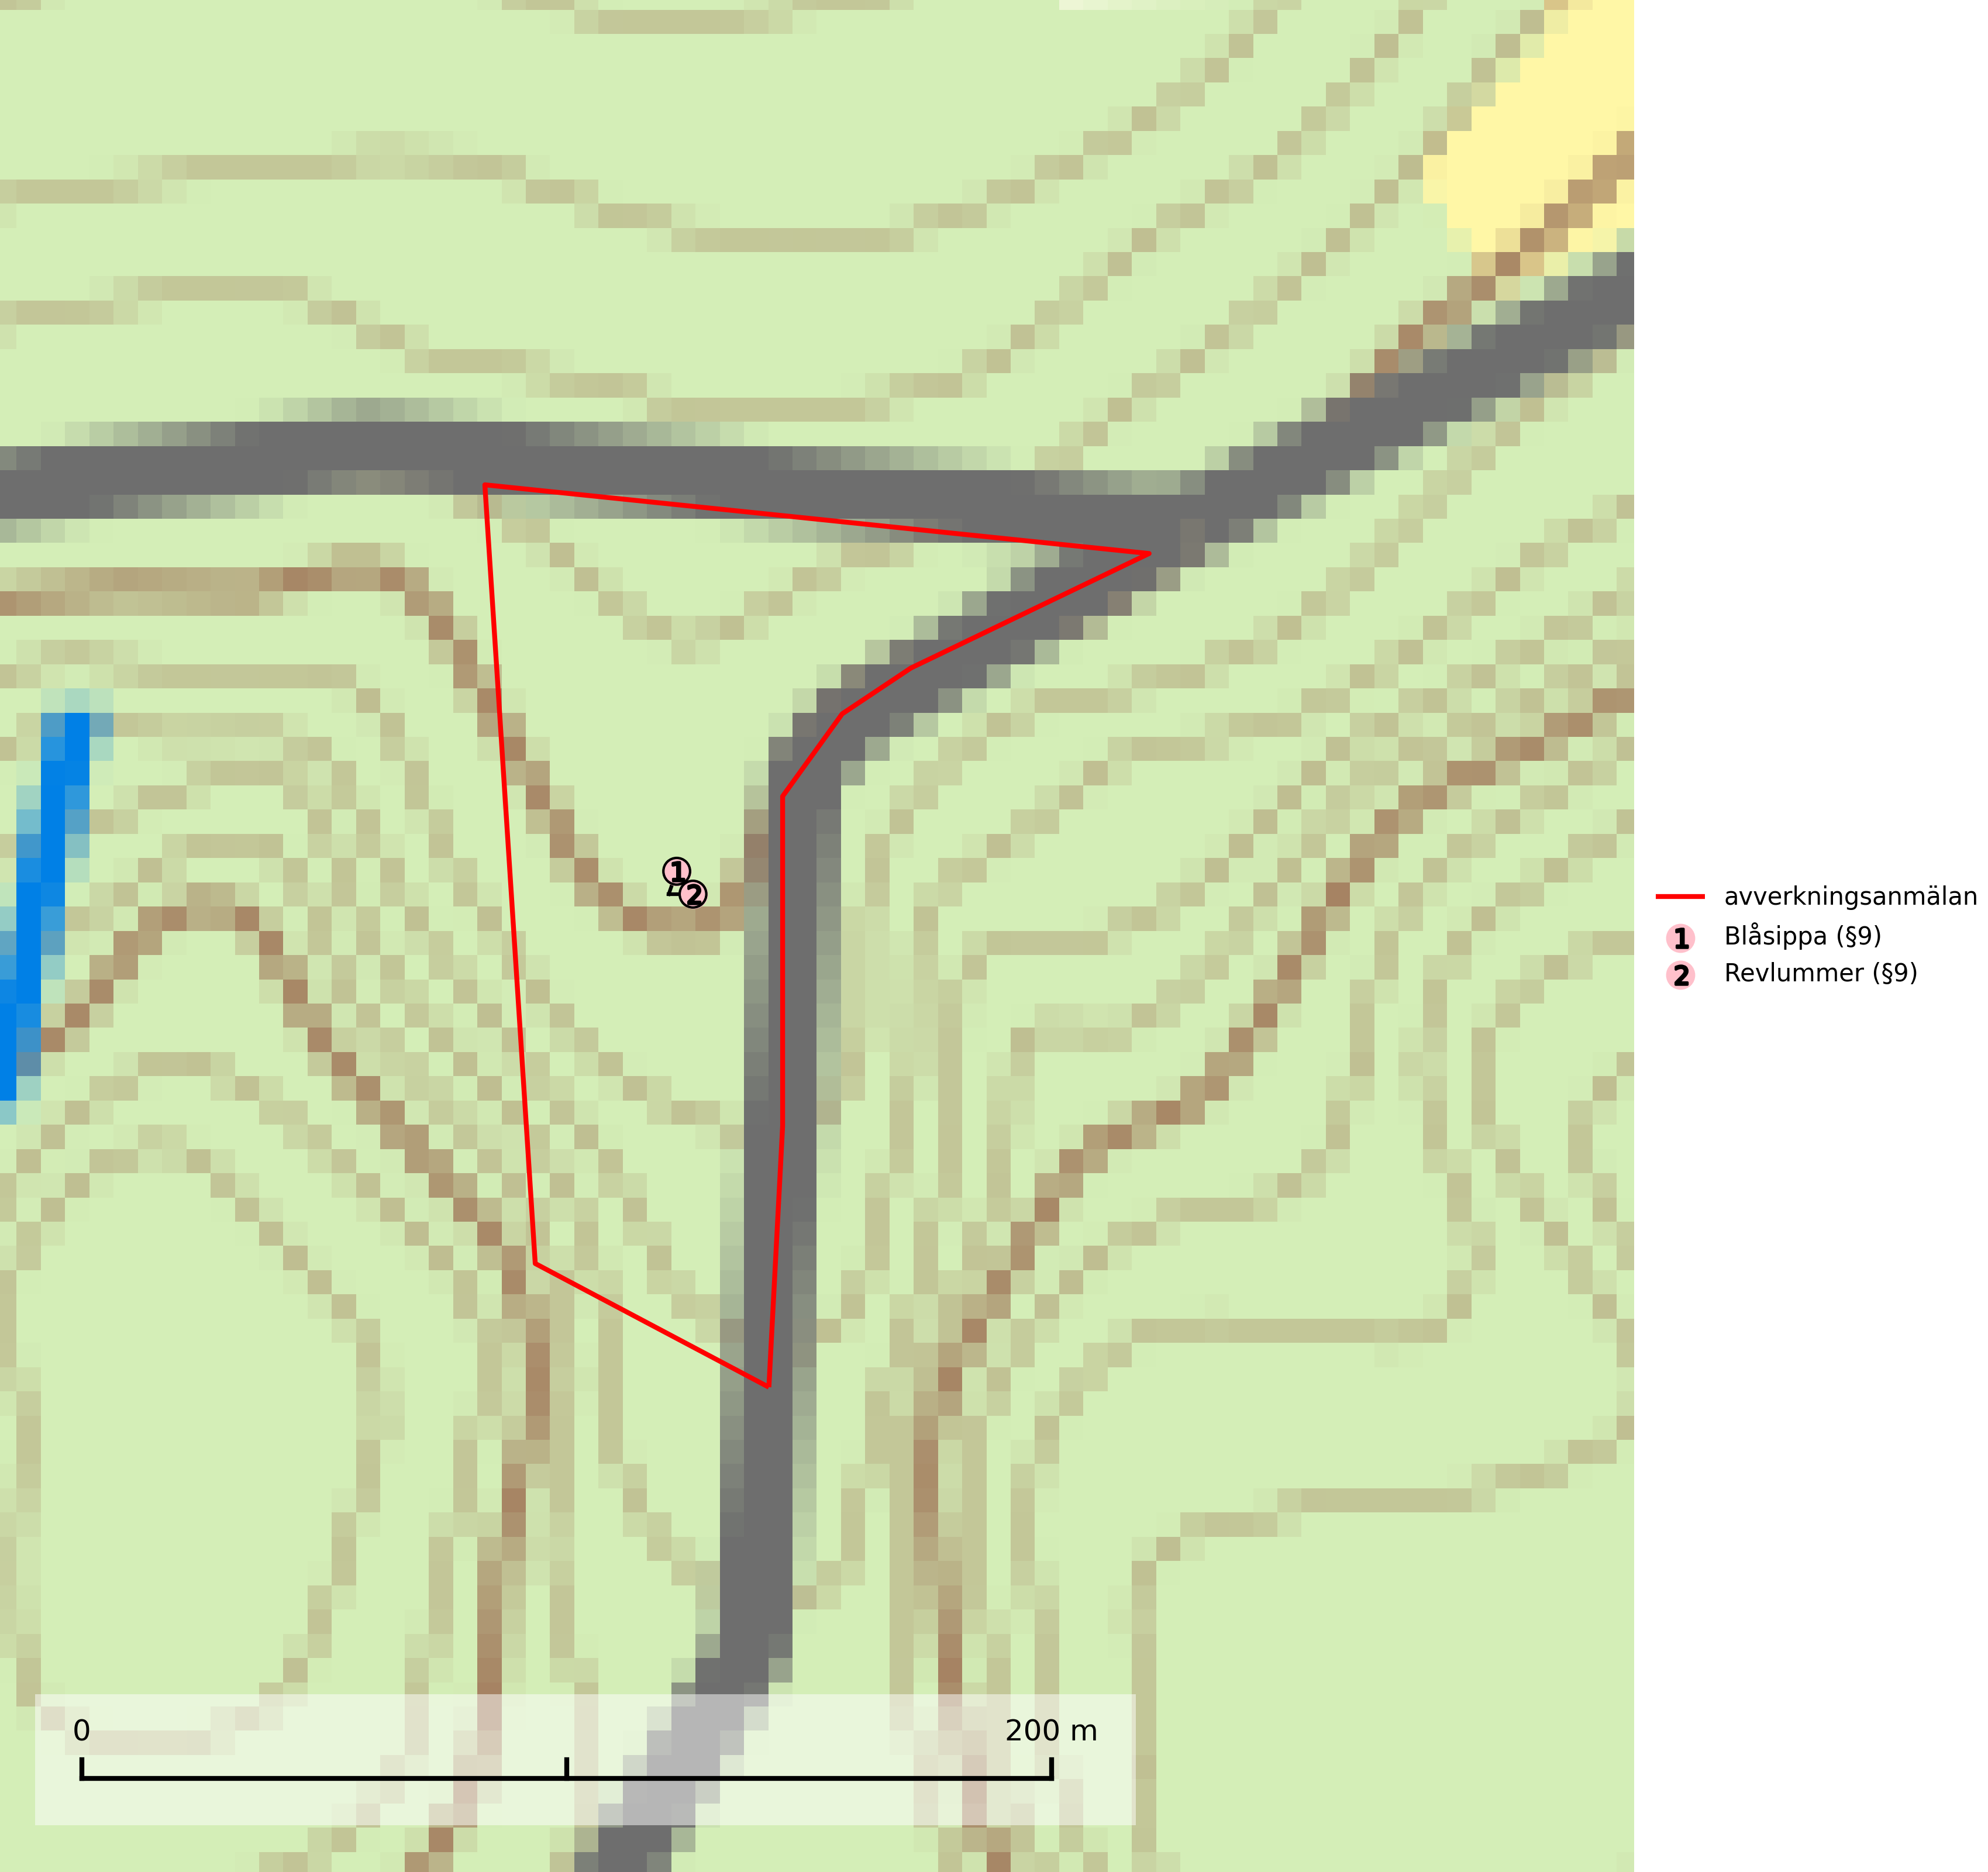 1
2
avverkningsanmälan
1 Blåsippa (§9)
2 Revlummer (§9)
0 200 m